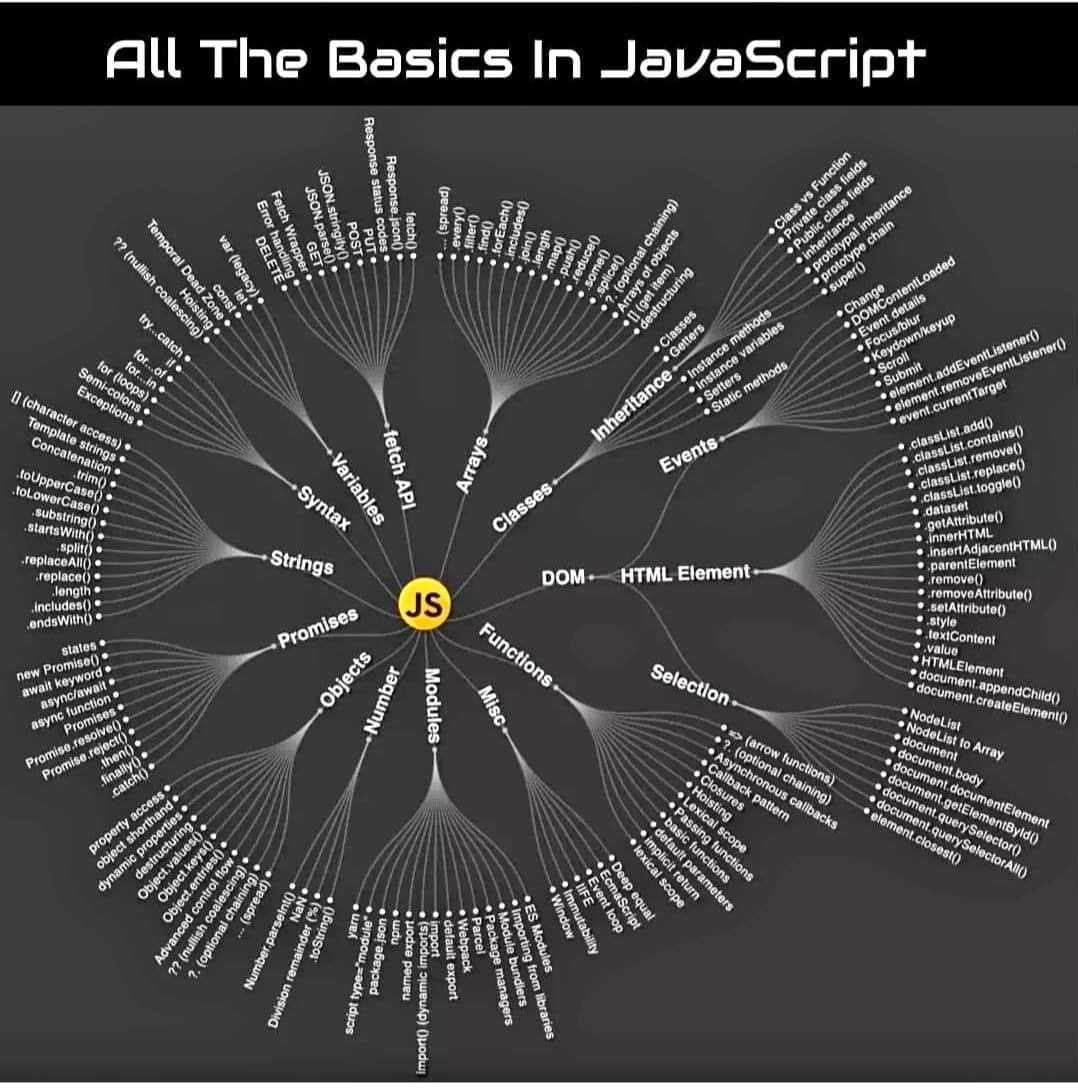 All The Basics In JavaScript
JS
fetch API
DELETE
Error handling
Fetch Wrapper
GET
JSON.parse()
JSON.stringify()
POST
PUT
Response status codes
Response.json()
fetch()
Arrays
... (spread)
.every()
.filter()
.find()
.forEach()
.includes()
.join()
.length
.map()
.push()
.reduce()
.some()
.splice()
?. (optional chaining)
Arrays of objects
[] (get item)
destructuring
Classes
Classes
Getters
Inheritance
Class vs Function
Private class fields
Public class fields
inheritance
prototypal inheritance
prototype chain
super()
Instance methods
Instance variables
Setters
Static methods
DOM
Events
Change
DOMContentLoaded
Event details
Focus/blur
Keydown/keyup
Scroll
Submit
element.addEventListener()
element.removeEventListener()
event.currentTarget
HTML Element
.classList.add()
.classList.contains()
.classList.remove()
.classList.replace()
.classList.toggle()
.dataset
.getAttribute()
.innerHTML
.insertAdjacentHTML()
.parentElement
.remove()
.removeAttribute()
.setAttribute()
.style
.textContent
.value
HTMLElement
document.appendChild()
document.createElement()
Selection
NodeList
NodeList to Array
document
document.body
document.documentElement
document.getElementById()
document.querySelector()
document.querySelectorAll()
element.closest()
Functions
=> (arrow functions)
?. (optional chaining)
Asynchronous callbacks
Callback pattern
Closures
Hoisting
Lexical scope
Passing functions
basic functions
default parameters
implicit return
lexical scope
Misc
Deep equal
EcmaScript
Event loop
IIFE
Immutability
Window
Modules
ES Modules
Importing from libraries
Module bundlers
Package managers
Parcel
Webpack
default export
import
import() (dynamic imports)
named export
npm
package.json
script type="module"
yarn
Number
.toString()
Division remainder (%)
NaN
Number.parseInt()
Objects
... (spread)
?. (optional chaining)
?? (nullish coalescing)
Advanced control flow
Object.entries()
Object.keys()
Object.values()
destructuring
dynamic properties
object shorthand
property access
Promises
.catch()
.finally()
.then()
Promise.reject()
Promise.resolve()
Promises
async function
async/await
await keyword
new Promise()
states
Strings
.endsWith()
.includes()
.length
.replace()
.replaceAll()
.split()
.startsWith()
.substring()
.toLowerCase()
.toUpperCase()
.trim()
Concatenation
Template strings
[] (character access)
Syntax
Exceptions
Semi-colons
for (loops)
for...in
for...of
if
try...catch
Variables
?? (nullish coalescing)
Hoisting
Temporal Dead Zone
const
let
var (legacy)